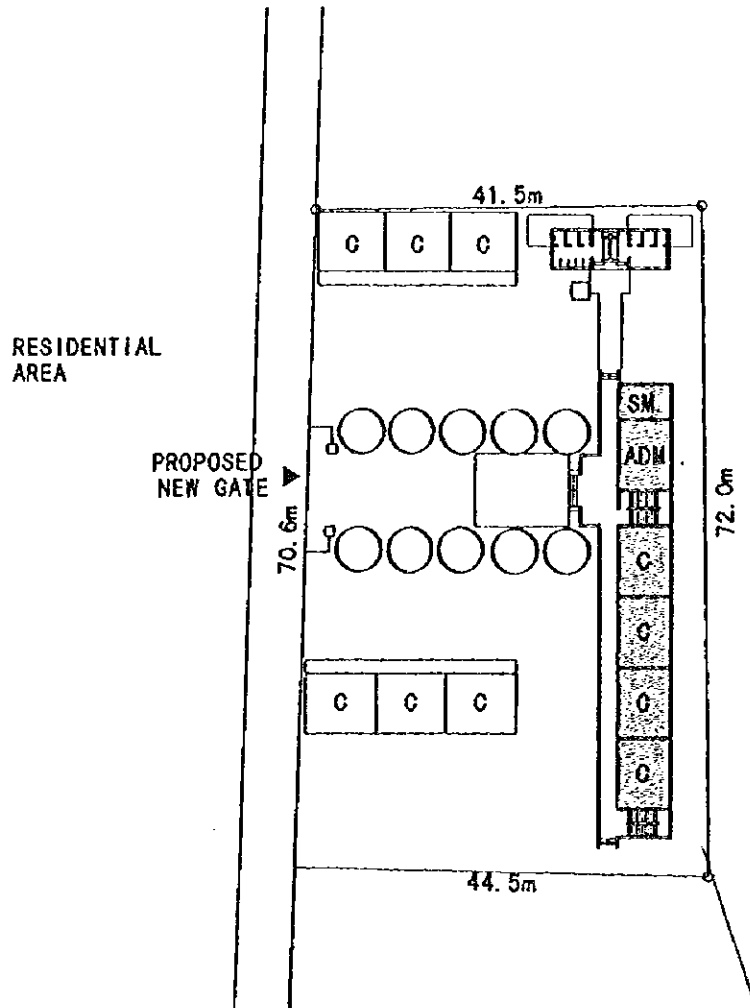 41.5m
C C C
RESIDENTIAL
AREA
SM.
ADM
PROPOSED
NEW GATE
70.6m
72.0m
C
C
C C C
C
C
44.5m